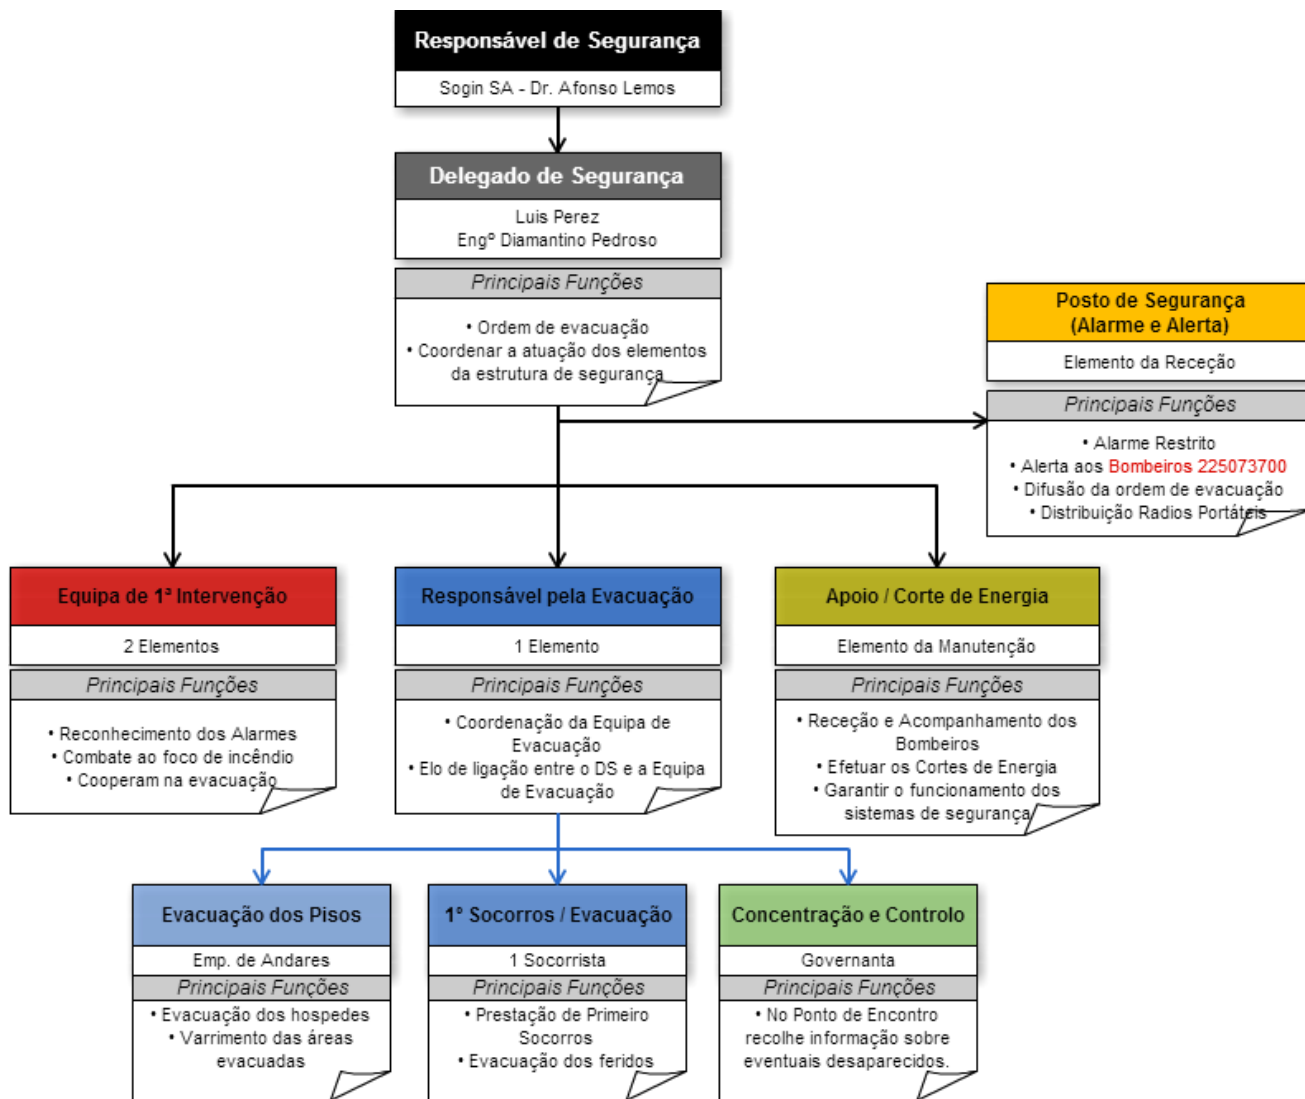 Responsável de Segurança
Sogin SA - Dr. Afonso Lemos
Delegado de Segurança
Luis Perez
Engº Diamantino Pedroso
Principais Funções
• Ordem de evacuação
• Coordenar a atuação dos elementos
da estrutura de segurança
Posto de Segurança
(Alarme e Alerta)
Elemento da Receção
Principais Funções
• Alarme Restrito
• Alerta aos Bombeiros 225073700
• Difusão da ordem de evacuação
• Distribuição Radios Portáteis
Equipa de 1ª Intervenção
2 Elementos
Principais Funções
• Reconhecimento dos Alarmes
• Combate ao foco de incêndio
• Cooperam na evacuação
Responsável pela Evacuação
1 Elemento
Principais Funções
• Coordenação da Equipa de
Evacuação
• Elo de ligação entre o DS e a Equipa
de Evacuação
Apoio / Corte de Energia
Elemento da Manutenção
Principais Funções
• Receção e Acompanhamento dos
Bombeiros
• Efetuar os Cortes de Energia
• Garantir o funcionamento dos
sistemas de segurança
Evacuação dos Pisos
Emp. de Andares
Principais Funções
• Evacuação dos hospedes
• Varrimento das áreas
evacuadas
1º Socorros / Evacuação
1 Socorrista
Principais Funções
• Prestação de Primeiro
Socorros
• Evacuação dos feridos
Concentração e Controlo
Governanta
Principais Funções
• No Ponto de Encontro
recolhe informação sobre
eventuais desaparecidos.